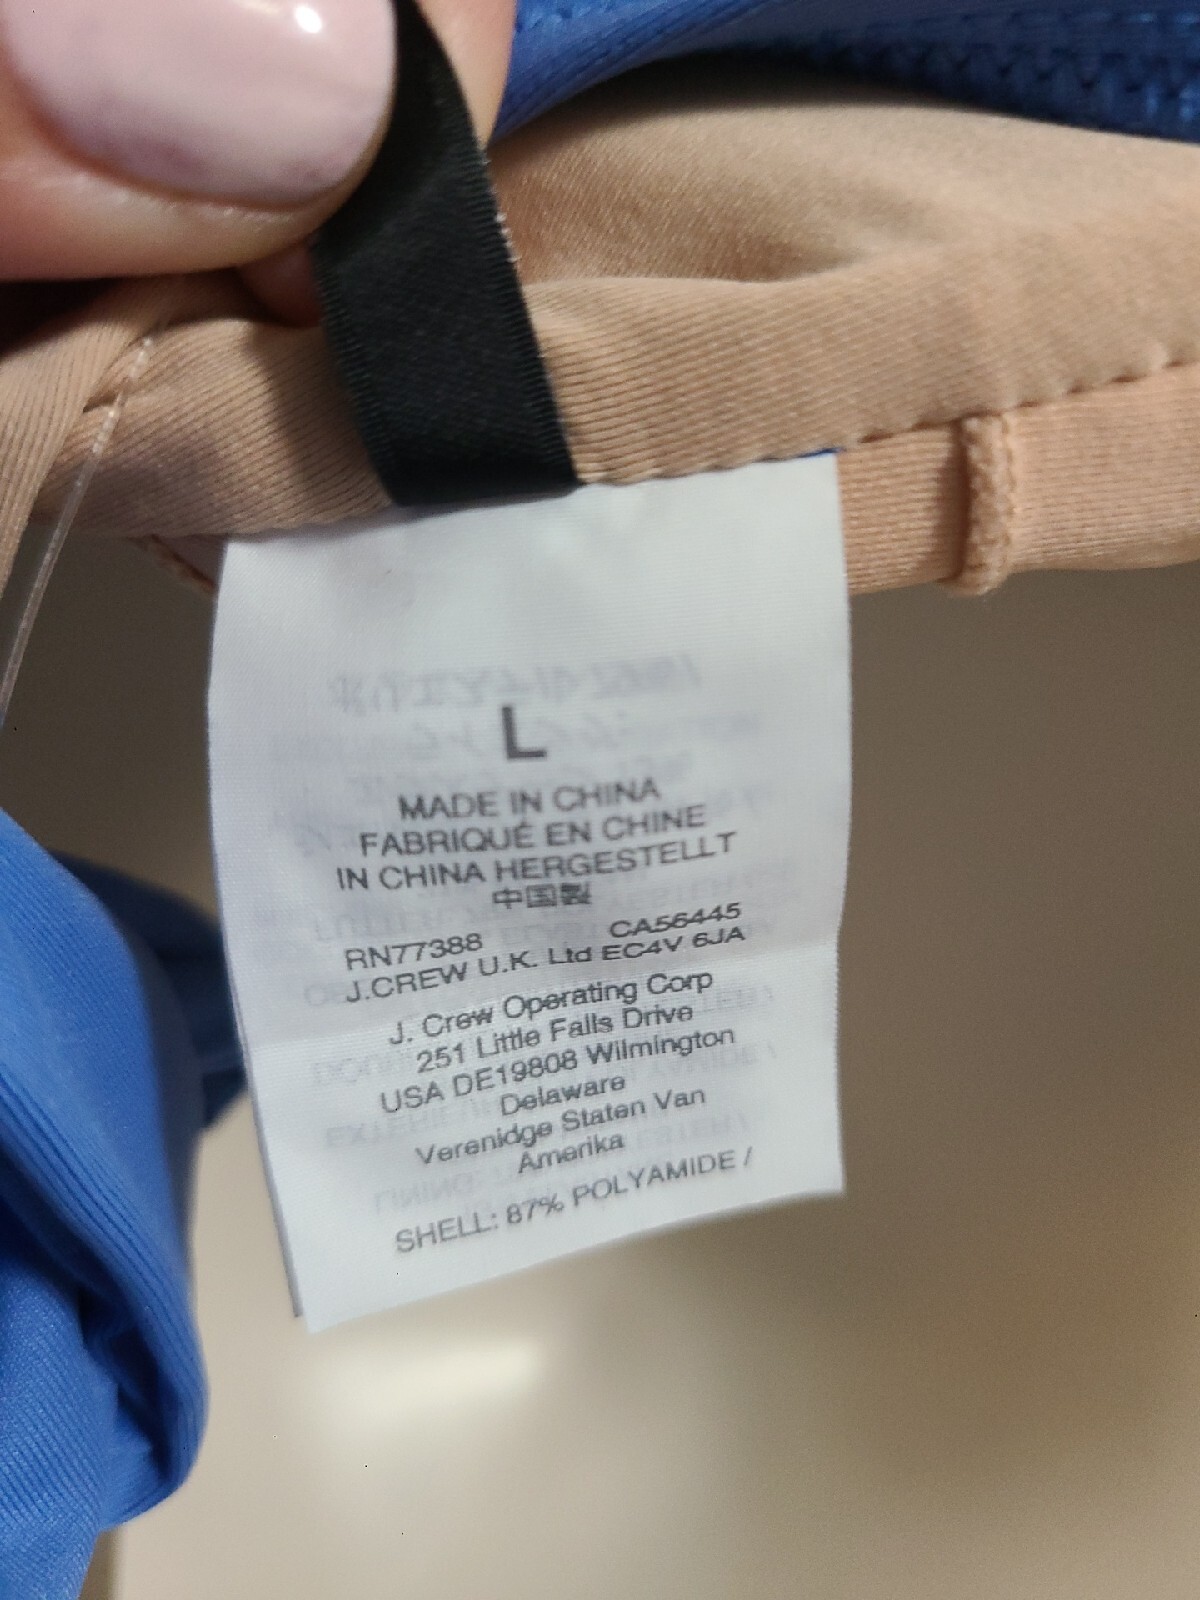 L
MADE IN CHINA
FABRIQUÉ EN CHINE
IN CHINA HERGESTELLT
中国製
RN77388 CA56445
J.CREW U.K. Ltd EC4V 6JA
J. Crew Operating Corp
251 Little Falls Drive
USA DE19808 Wilmington
Delaware
Verenidge Staten Van
Amerika
SHELL: 87% POLYAMIDE /